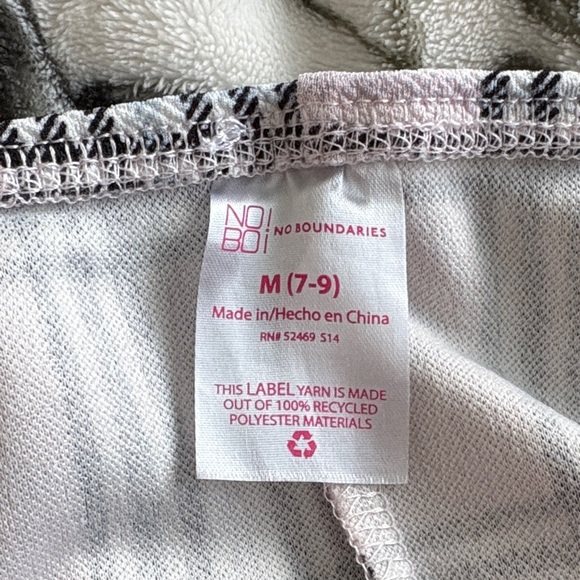 NO!
BO! NO BOUNDARIES
M (7-9)
Made in/Hecho en China
RN# 52469 S14
THIS LABEL YARN IS MADE
OUT OF 100% RECYCLED
POLYESTER MATERIALS